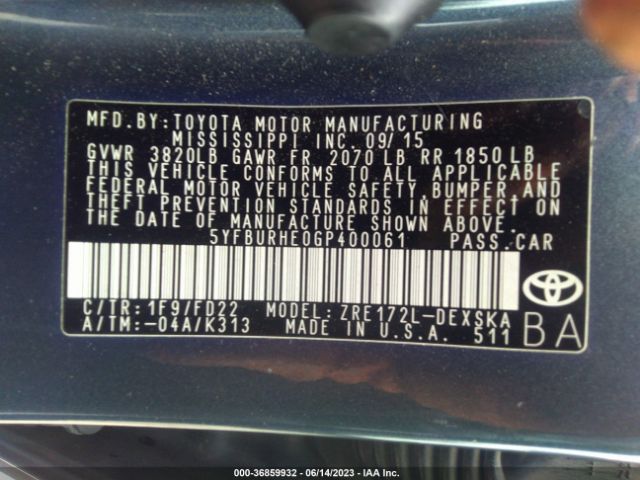 MFD.BY:TOYOTA MOTOR MANUFACTURING
MISSISSIPPI INC. 09/15
GVWR 3820LB GAWR FR 2070 LB RR 1850 LB
THIS VEHICLE CONFORMS TO ALL APPLICABLE
FEDERAL MOTOR VEHICLE SAFETY, BUMPER AND
THEFT PREVENTION STANDARDS IN EFFECT ON
THE DATE OF MANUFACTURE SHOWN ABOVE.
5YFBURHE0GP400061 PASS.CAR
C/TR: 1F9/FD22 MODEL: ZRE172L-DEXSKA
A/TM:-04A/K313 MADE IN U.S.A. 511
TOYOTA
BA
000-36859932 - 06/14/2023 - IAA Inc.